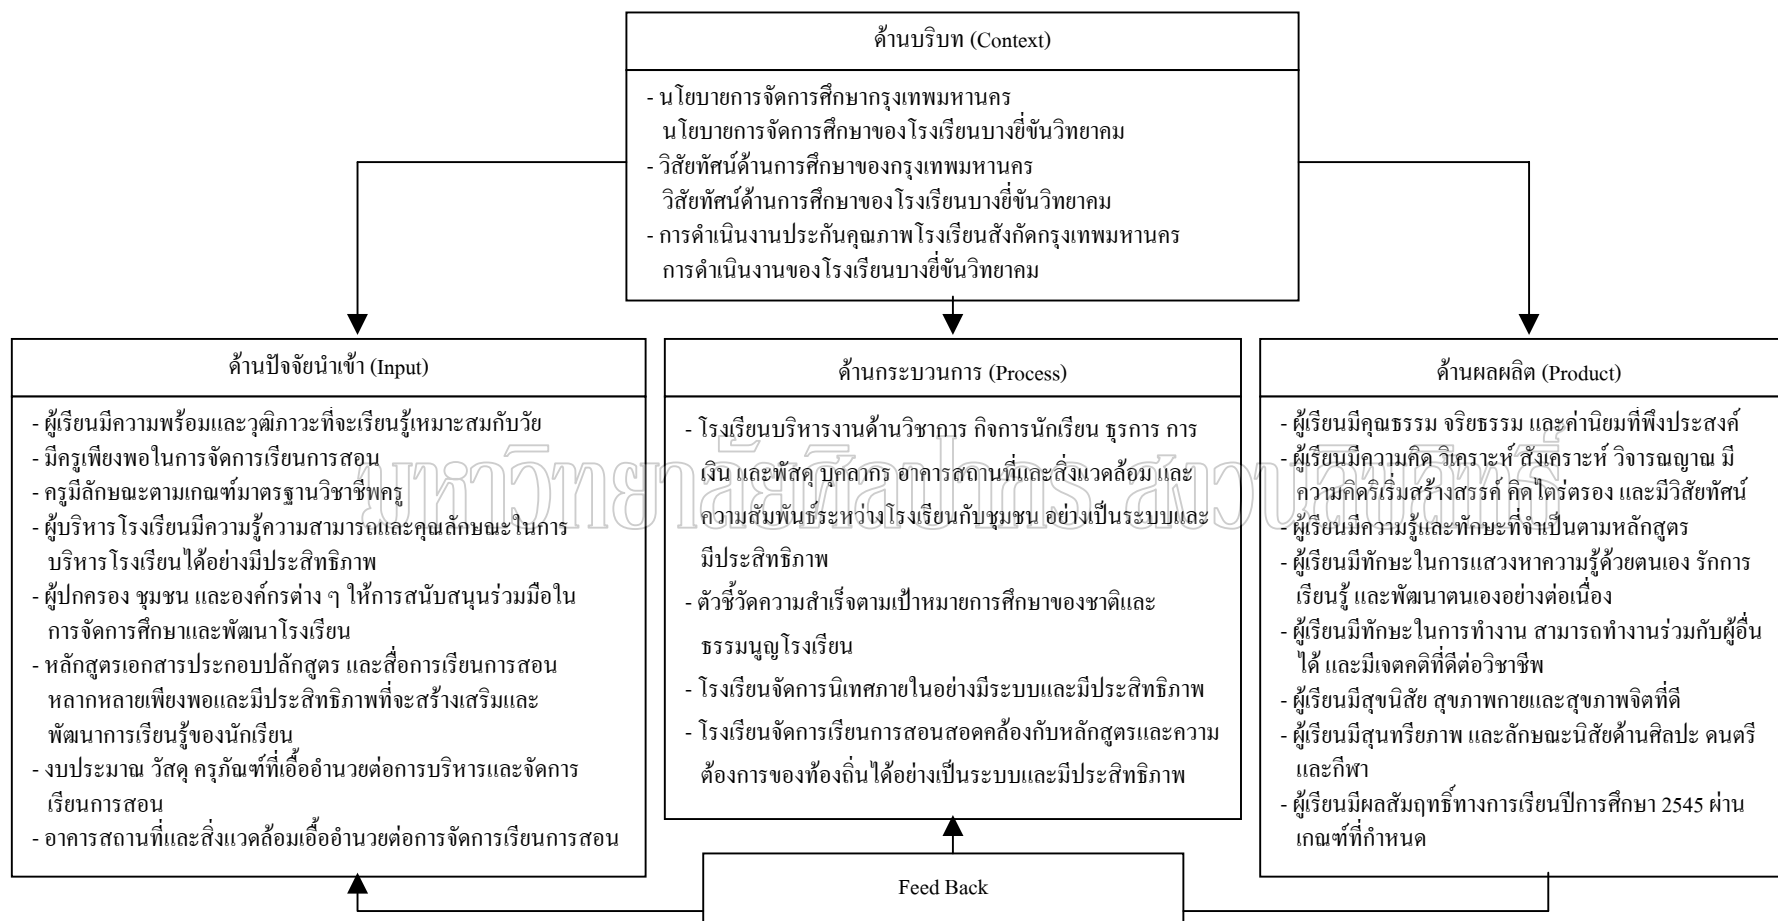 ด้านบริบท (Context)
- นโยบายการจัดการศึกษากรุงเทพมหานคร
นโยบายการจัดการศึกษาของโรงเรียนบางยี่ขันวิทยาคม
- วิสัยทัศน์ด้านการศึกษาของกรุงเทพมหานคร
วิสัยทัศน์ด้านการศึกษาของโรงเรียนบางยี่ขันวิทยาคม
- การดำเนินงานประกันคุณภาพโรงเรียนสังกัดกรุงเทพมหานคร
การดำเนินงานของโรงเรียนบางยี่ขันวิทยาคม
ด้านปัจจัยนำเข้า (Input)
- ผู้เรียนมีความพร้อมและวุฒิภาวะที่จะเรียนรู้เหมาะสมกับวัย
- มีครูเพียงพอในการจัดการเรียนการสอน
- ครูมีลักษณะตามเกณฑ์มาตรฐานวิชาชีพครู
- ผู้บริหารโรงเรียนมีความรู้ความสามารถและคุณลักษณะในการ
บริหารโรงเรียนได้อย่างมีประสิทธิภาพ
- ผู้ปกครอง ชุมชน และองค์กรต่าง ๆ ให้การสนับสนุนร่วมมือใน
การจัดการศึกษาและพัฒนาโรงเรียน
- หลักสูตรเอกสารประกอบปลักสูตร และสื่อการเรียนการสอน
หลากหลายเพียงพอและมีประสิทธิภาพที่จะสร้างเสริมและ
พัฒนาการเรียนรู้ของนักเรียน
- งบประมาณ วัสดุ ครุภัณฑ์ที่เอื้ออำนวยต่อการบริหารและจัดการ
เรียนการสอน
- อาคารสถานที่และสิ่งแวดล้อมเอื้ออำนวยต่อการจัดการเรียนการสอน
ด้านกระบวนการ (Process)
- โรงเรียนบริหารงานด้านวิชาการ กิจการนักเรียน ธุรการ การ
เงิน และพัสดุ บุคลากร อาคารสถานที่และสิ่งแวดล้อม และ
ความสัมพันธ์ระหว่างโรงเรียนกับชุมชน อย่างเป็นระบบและ
มีประสิทธิภาพ
- ตัวชี้วัดความสำเร็จตามเป้าหมายการศึกษาของชาติและ
ธรรมนูญโรงเรียน
- โรงเรียนจัดการนิเทศภายในอย่างมีระบบและมีประสิทธิภาพ
- โรงเรียนจัดการเรียนการสอนสอดคล้องกับหลักสูตรและความ
ต้องการของท้องถิ่นได้อย่างเป็นระบบและมีประสิทธิภาพ
ด้านผลผลิต (Product)
- ผู้เรียนมีคุณธรรม จริยธรรม และค่านิยมที่พึงประสงค์
- ผู้เรียนมีความคิด วิเคราะห์ สังเคราะห์ วิจารณญาณ มี
ความคิดริเริ่มสร้างสรรค์ คิดไตร่ตรอง และมีวิสัยทัศน์
- ผู้เรียนมีความรู้และทักษะที่จำเป็นตามหลักสูตร
- ผู้เรียนมีทักษะในการแสวงหาความรู้ด้วยตนเอง รักการ
เรียนรู้ และพัฒนาตนเองอย่างต่อเนื่อง
- ผู้เรียนมีทักษะในการทำงาน สามารถทำงานร่วมกับผู้อื่น
ได้ และมีเจตคติที่ดีต่อวิชาชีพ
- ผู้เรียนมีสุขนิสัย สุขภาพกายและสุขภาพจิตที่ดี
- ผู้เรียนมีสุนทรียภาพ และลักษณะนิสัยด้านศิลปะ ดนตรี
และกีฬา
- ผู้เรียนมีผลสัมฤทธิ์ทางการเรียนปีการศึกษา 2545 ผ่าน
เกณฑ์ที่กำหนด
มหาวิทยาลัยศิลปากร สงวนลิขสิทธิ์
Feed Back